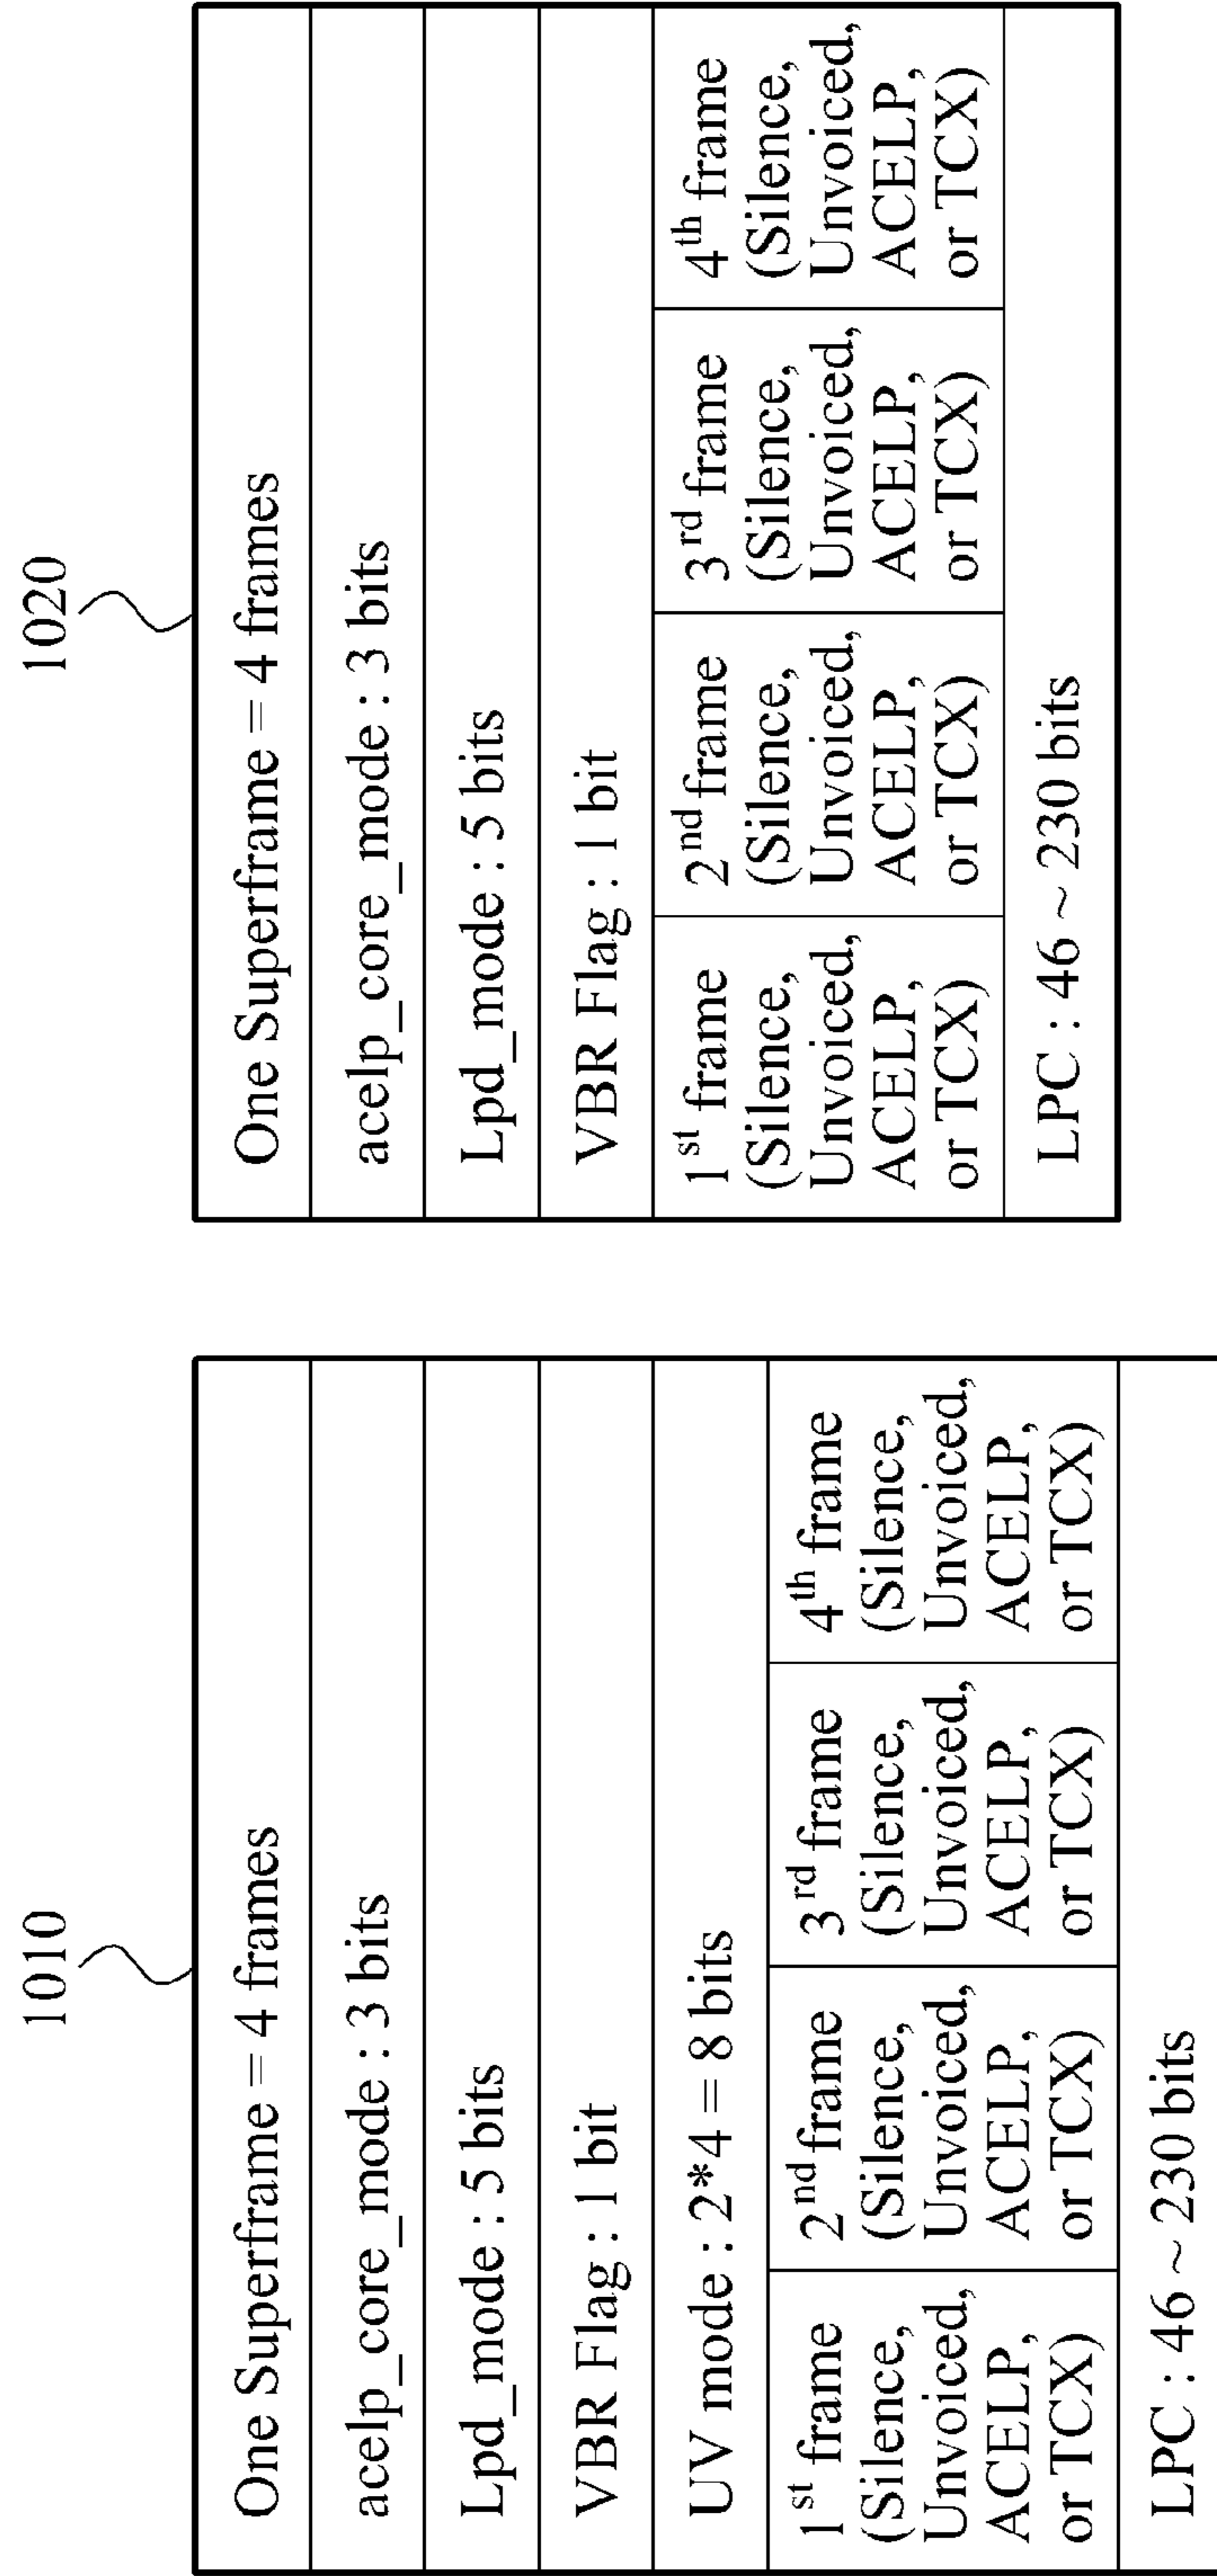 1010
One Superframe = 4 frames
acelp_core_mode : 3 bits
Lpd_mode : 5 bits
VBR Flag : 1 bit
UV mode : 2*4 = 8 bits
1st frame
(Silence,
Unvoiced,
ACELP,
or TCX)
2nd frame
(Silence,
Unvoiced,
ACELP,
or TCX)
3rd frame
(Silence,
Unvoiced,
ACELP,
or TCX)
4th frame
(Silence,
Unvoiced,
ACELP,
or TCX)
LPC : 46 ~ 230 bits
1020
One Superframe = 4 frames
acelp_core_mode : 3 bits
Lpd_mode : 5 bits
VBR Flag : 1 bit
1st frame
(Silence,
Unvoiced,
ACELP,
or TCX)
2nd frame
(Silence,
Unvoiced,
ACELP,
or TCX)
3rd frame
(Silence,
Unvoiced,
ACELP,
or TCX)
4th frame
(Silence,
Unvoiced,
ACELP,
or TCX)
LPC : 46 ~ 230 bits